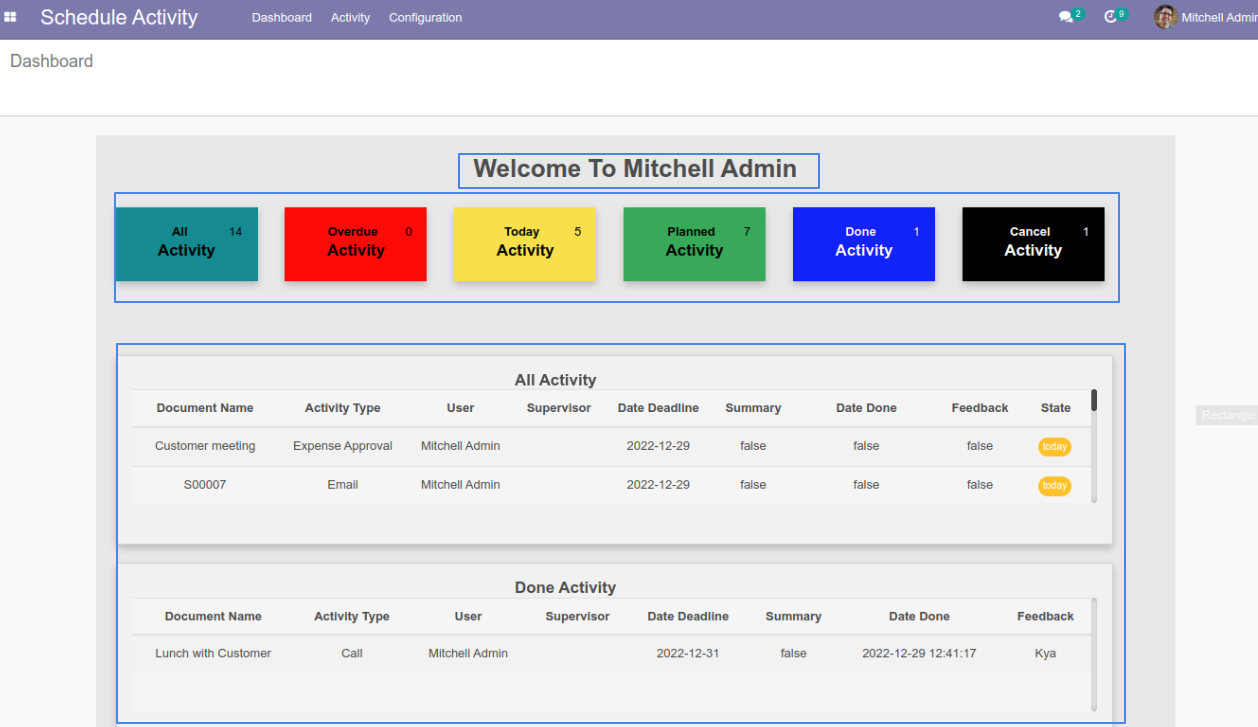 Schedule Activity Dashboard Activity Configuration 2 9 Mitchell Admin
Dashboard
Welcome To Mitchell Admin
All 14
Activity
Overdue 0
Activity
Today 5
Activity
Planned 7
Activity
Done 1
Activity
Cancel 1
Activity
Rectangle
All Activity
Document Name Activity Type User Supervisor Date Deadline Summary Date Done Feedback State
Customer meeting Expense Approval Mitchell Admin 2022-12-29 false false false today
S00007 Email Mitchell Admin 2022-12-29 false false false today
Done Activity
Document Name Activity Type User Supervisor Date Deadline Summary Date Done Feedback
Lunch with Customer Call Mitchell Admin 2022-12-31 false 2022-12-29 12:41:17 Kya